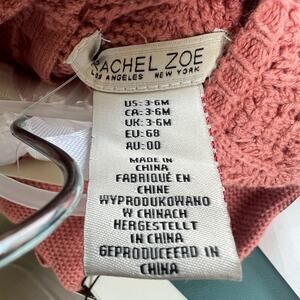 RACHEL ZOE
LOS ANGELES NEW YORK
US: 3-6M
CA: 3-6M
UK: 3-6M
EU: 68
AU: 00
MADE IN
CHINA
FABRIQUÉ EN
CHINE
WYPRODUKOWANO
W CHINACH
HERGESTELLT
IN CHINA
GEPRODUCEERD IN
CHINA